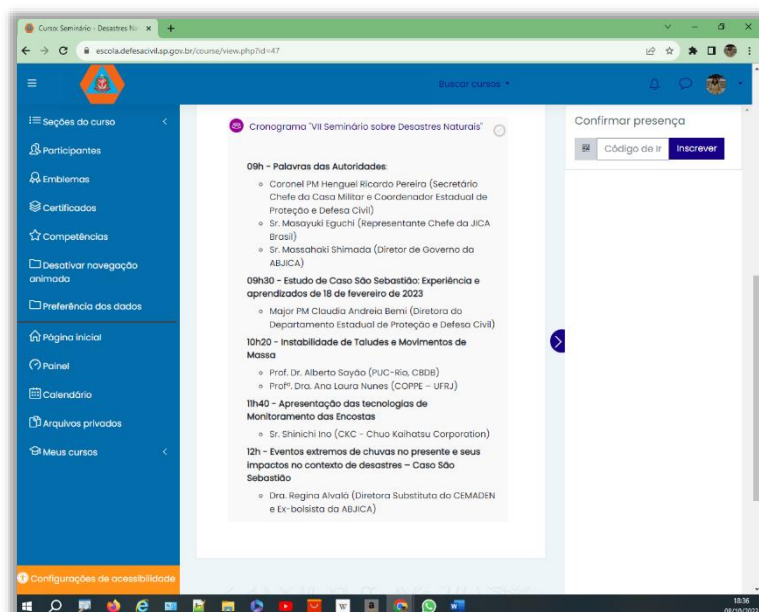 Curso: Seminário - Desastres Na
escola.defesacivil.sp.gov.br/course/view.php?id=47
Buscar cursos
Seções do curso
Participantes
Emblemas
Certificados
Competências
Desativar navegação
animada
Preferência dos dados
Página inicial
Painel
Calendário
Arquivos privados
Meus cursos
Configurações de acessibilidade
Cronograma "VII Seminário sobre Desastres Naturais"
09h - Palavras das Autoridades:
Coronel PM Henguel Ricardo Pereira (Secretário
Chefe da Casa Militar e Coordenador Estadual de
Proteção e Defesa Civil)
Sr. Masayuki Eguchi (Representante Chefe da JICA
Brasil)
Sr. Massahaki Shimada (Diretor de Governo da
ABJICA)
09h30 - Estudo de Caso São Sebastião: Experiência e
aprendizados de 18 de fevereiro de 2023
Major PM Claudia Andreia Bemi (Diretora do
Departamento Estadual de Proteção e Defesa Civil)
10h20 - Instabilidade de Taludes e Movimentos de
Massa
Prof. Dr. Alberto Sayão (PUC-Rio, CBDB)
Profª. Dra. Ana Laura Nunes (COPPE – UFRJ)
11h40 - Apresentação das tecnologias de
Monitoramento das Encostas
Sr. Shinichi Ino (CKC - Chuo Kaihatsu Corporation)
12h - Eventos extremos de chuvas no presente e seus
impactos no contexto de desastres – Caso São
Sebastião
Dra. Regina Alvalá (Diretora Substituta do CEMADEN
e Ex-bolsista da ABJICA)
Confirmar presença
Código de Ir
Inscrever
18:36
08/10/2023